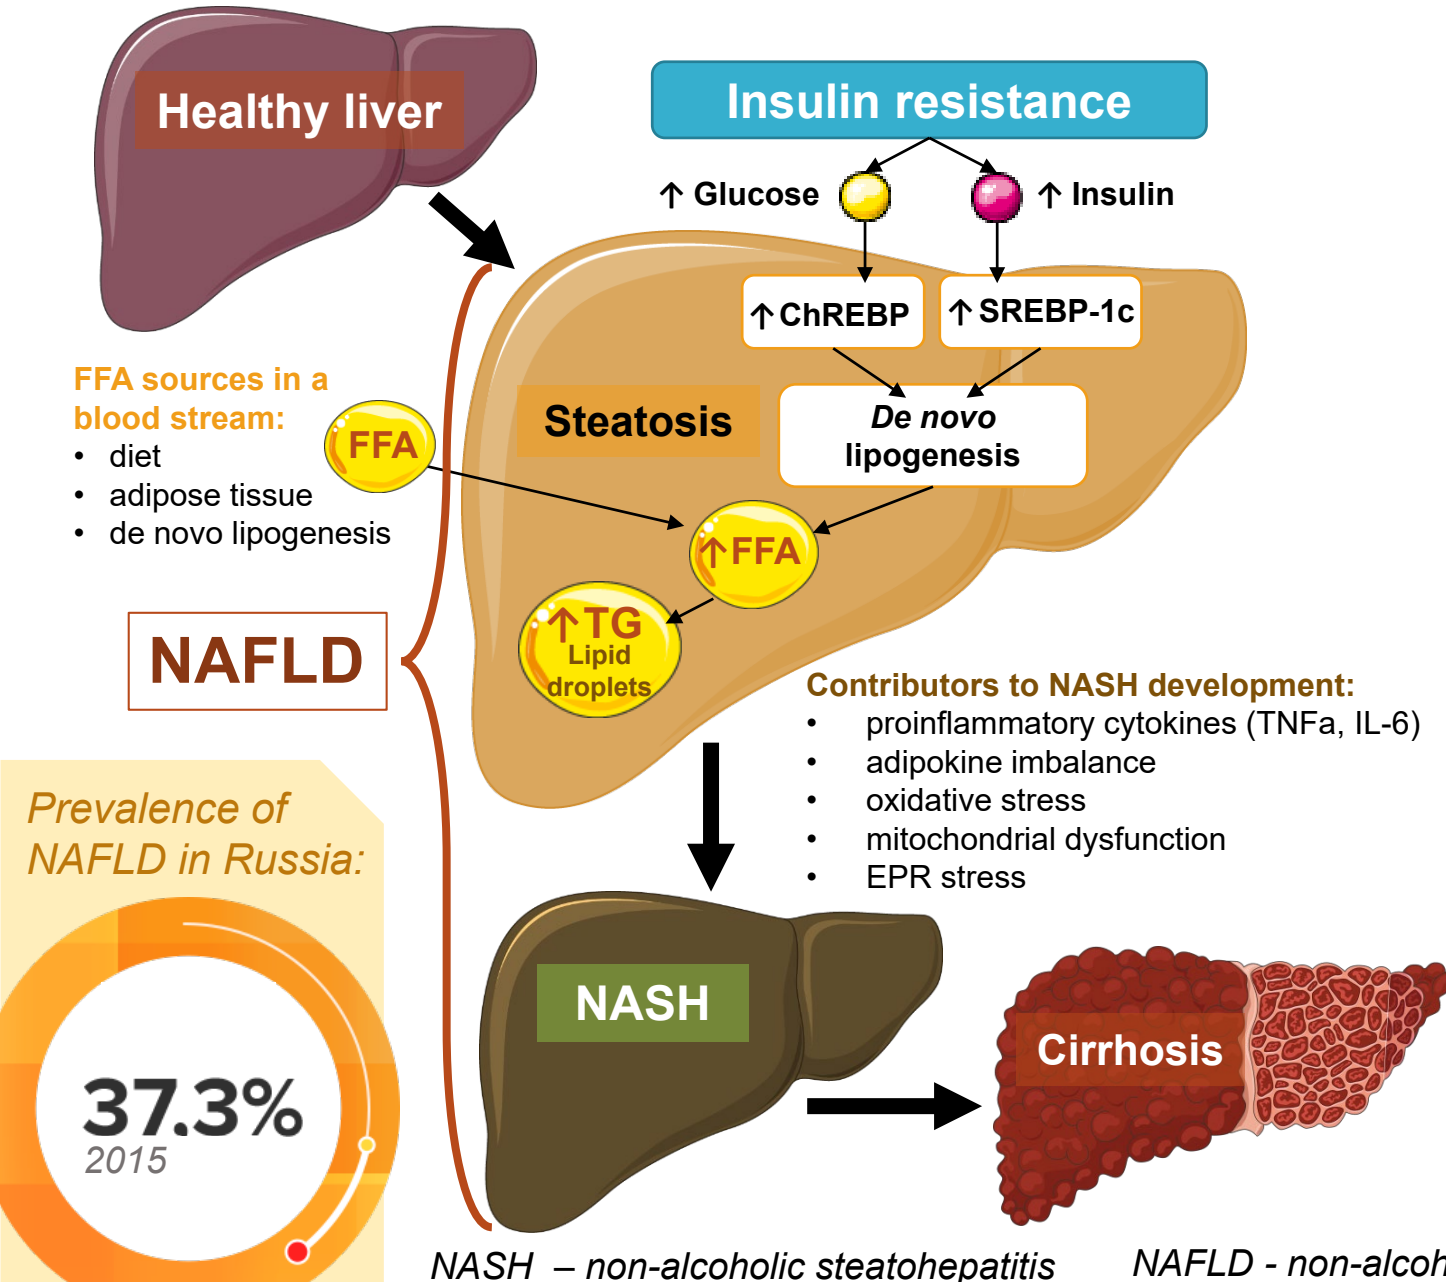 Healthy liver
Insulin resistance
↑ Glucose
↑ Insulin
↑ ChREBP
↑ SREBP-1c
FFA sources in a
blood stream:
• diet
• adipose tissue
• de novo lipogenesis
FFA
Steatosis
De novo
lipogenesis
↑FFA
↑TG
Lipid
droplets
NAFLD
Contributors to NASH development:
• proinflammatory cytokines (TNFa, IL-6)
• adipokine imbalance
• oxidative stress
• mitochondrial dysfunction
• EPR stress
Prevalence of
NAFLD in Russia:
37.3%
2015
NASH
Cirrhosis
NASH – non-alcoholic steatohepatitis
NAFLD - non-alcoh